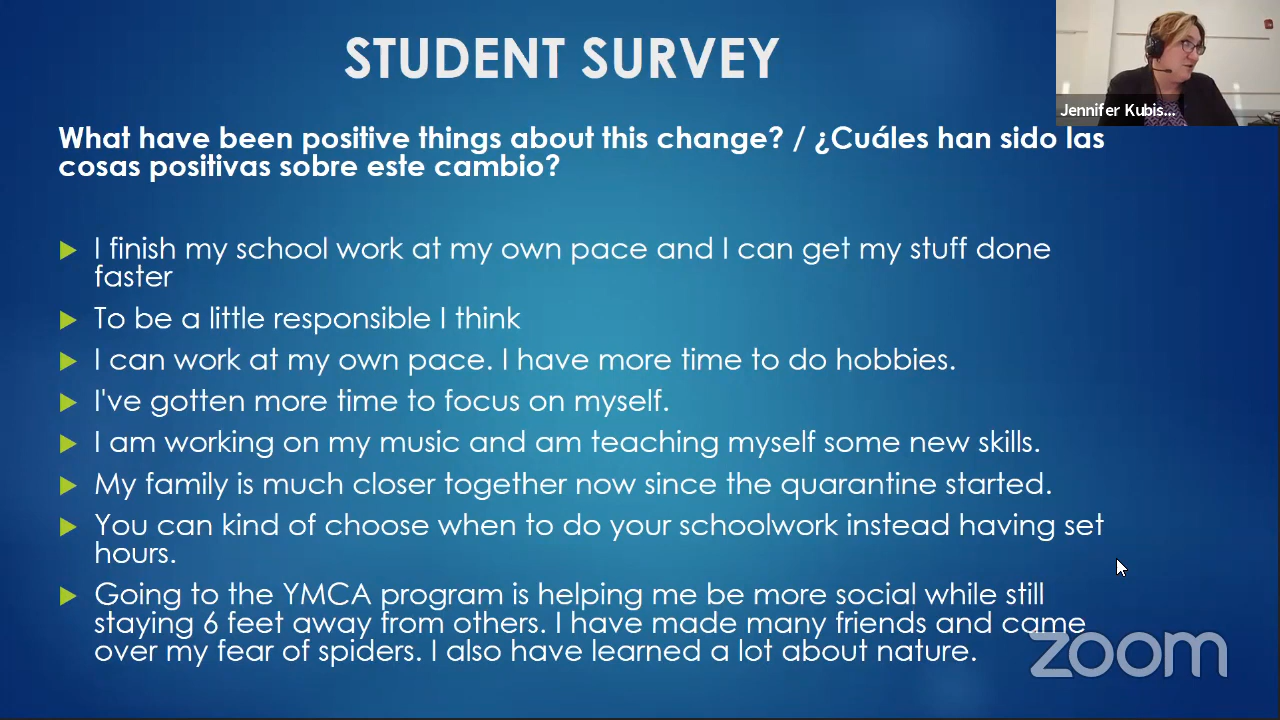 STUDENT SURVEY
Jennifer Kubis...
What have been positive things about this change? / ¿Cuáles han sido las
cosas positivas sobre este cambio?
I finish my school work at my own pace and I can get my stuff done
faster
To be a little responsible I think
I can work at my own pace. I have more time to do hobbies.
I've gotten more time to focus on myself.
I am working on my music and am teaching myself some new skills.
My family is much closer together now since the quarantine started.
You can kind of choose when to do your schoolwork instead having set
hours.
Going to the YMCA program is helping me be more social while still
staying 6 feet away from others. I have made many friends and came
over my fear of spiders. I also have learned a lot about nature.
zoom